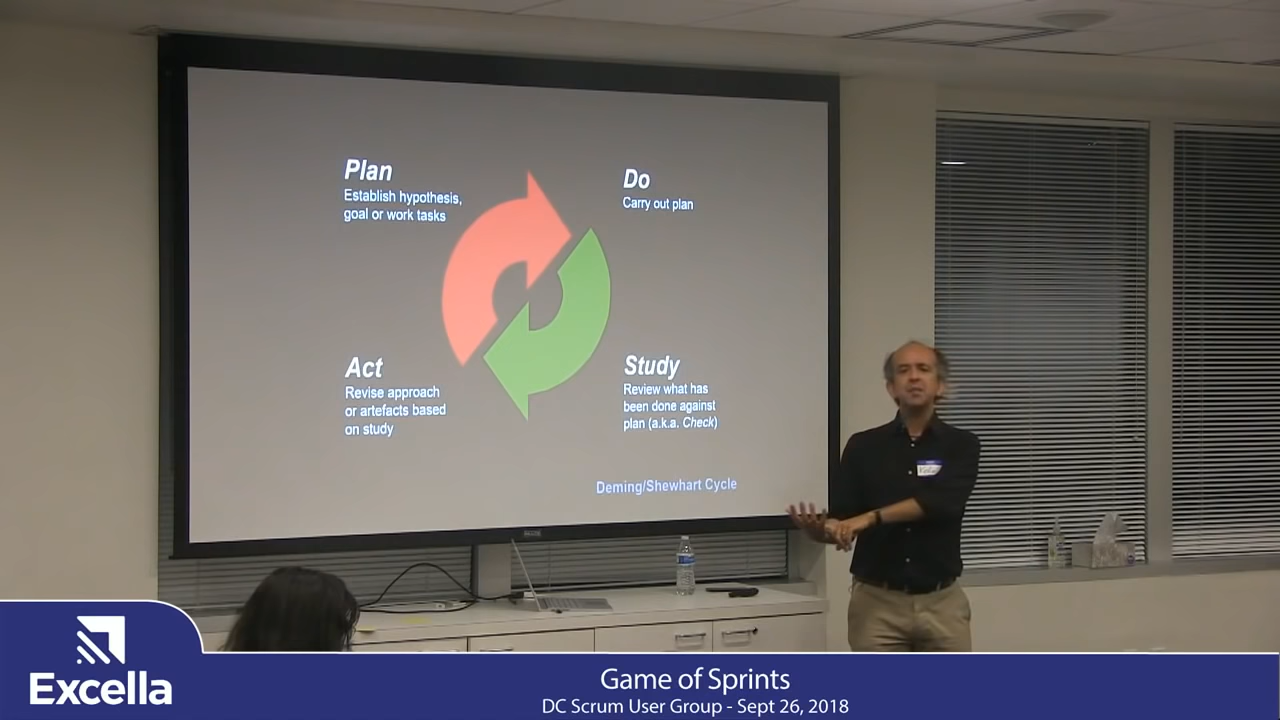 Plan
Establish hypothesis,
goal or work tasks
Do
Carry out plan
Act
Revise approach
or artefacts based
on study
Study
Review what has
been done against
plan (a.k.a. Check)
Deming/Shewhart Cycle
Excella
Game of Sprints
DC Scrum User Group - Sept 26, 2018